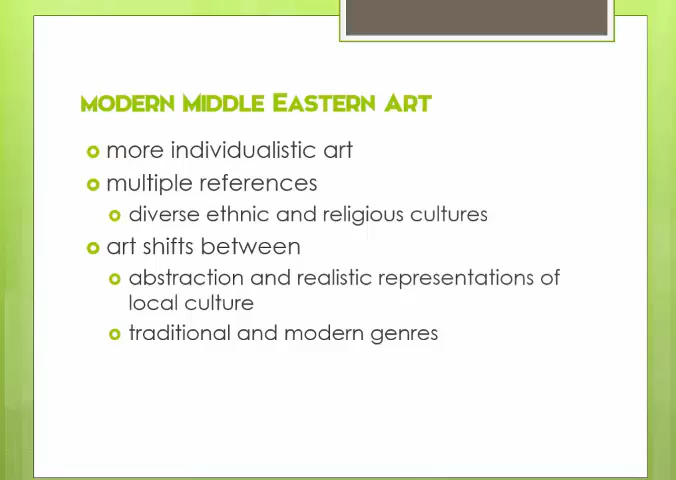 MODERN MIDDLE EASTERN ART
more individualistic art
multiple references
diverse ethnic and religious cultures
art shifts between
abstraction and realistic representations of
local culture
traditional and modern genres